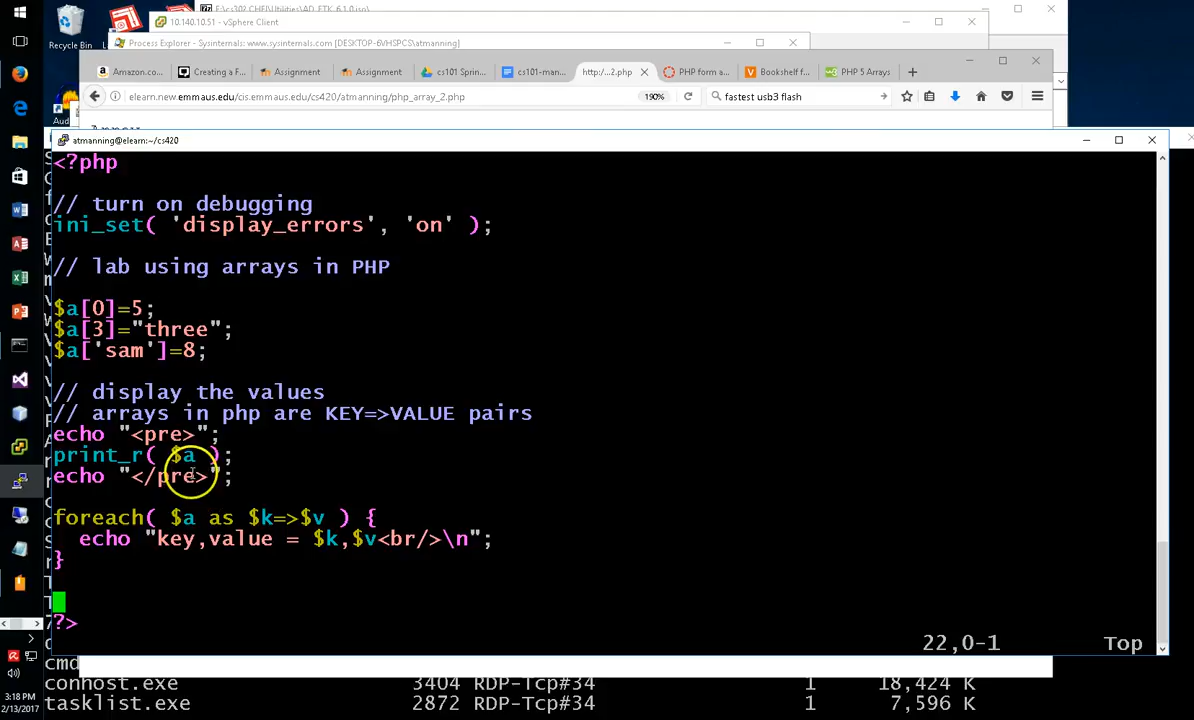 AD_FTK_6.1.0.iso
10.140.10.51 - vSphere Client
Recycle Bin
Process Explorer - Sysinternals: www.sysinternals.com [DESKTOP-6VHSPCS\atmanning]
Amazon.co...
Creating a F...
Assignment
Assignment
cs101 Sprin...
cs101-man...
http:/...2.php
PHP form a...
Bookshelf f...
PHP 5 Arrays
elearn.new.emmaus.edu/cis.emmaus.edu/cs420/atmanning/php_array_2.php
190%
fastest usb3 flash
Aud
atmanning@elearn:~/cs420
<?php
// turn on debugging
ini_set( 'display_errors', 'on' );
// lab using arrays in PHP
$a[0]=5;
$a[3]="three";
$a['sam']=8;
// display the values
// arrays in php are KEY=>VALUE pairs
echo "<pre>";
print_r( $a );
echo "</pre>";
foreach( $a as $k=>$v ) {
echo "key,value = $k,$v<br/>\n";
}
?>
22,0-1
Top
cmd
conhost.exe 3404 RDP-Tcp#34 1 18,424 K
tasklist.exe 2872 RDP-Tcp#34 1 7,596 K
3:18 PM
2/13/2017